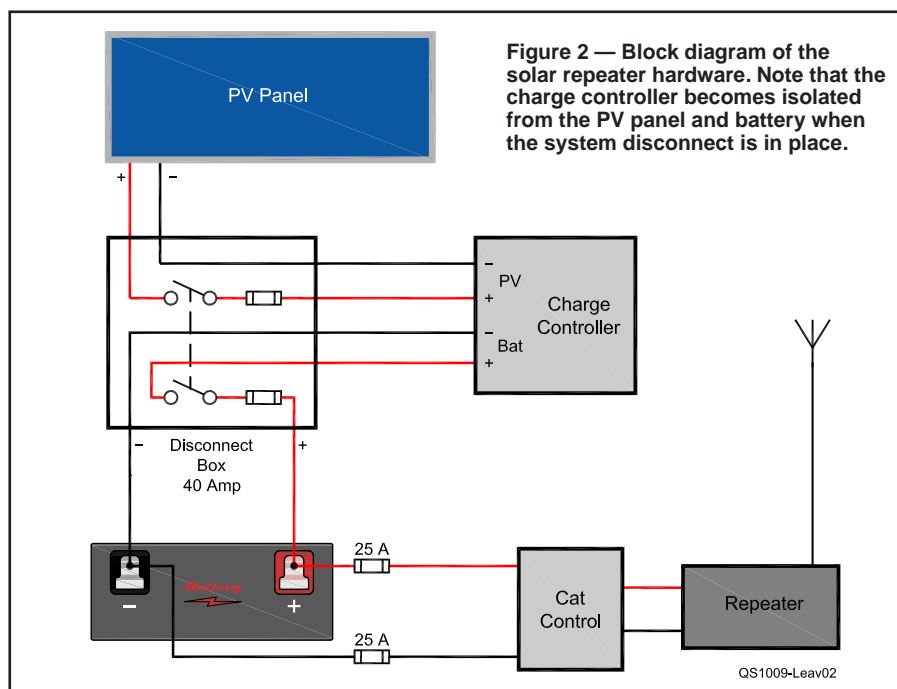 Figure 2 — Block diagram of the
solar repeater hardware. Note that the
charge controller becomes isolated
from the PV panel and battery when
the system disconnect is in place.
PV Panel
+ −
−
PV
+
Charge
Controller
−
Bat
+
− +
Disconnect
Box
40 Amp
25 A
Battery
− +
Cat
Control
Repeater
25 A
QS1009-Leav02